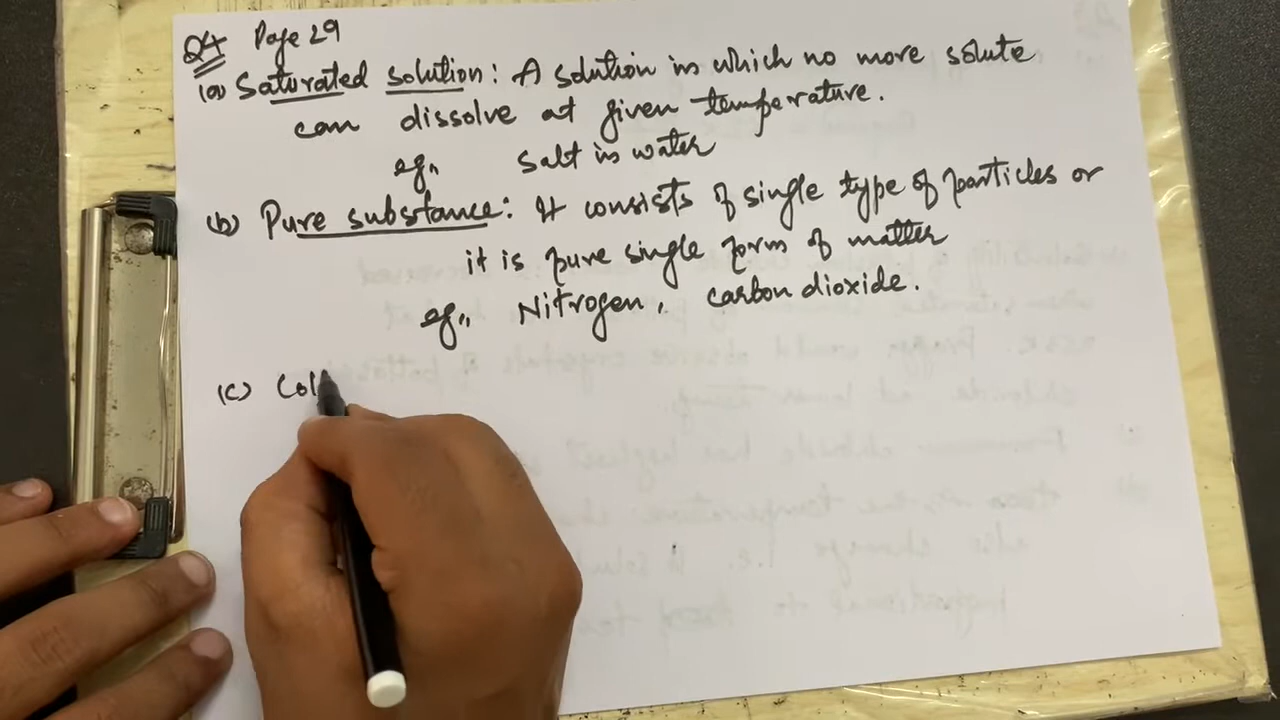 Q4 Page 29
(a) Saturated solution: A solution in which no more solute
can dissolve at given temperature.
eg,, Salt in water
(b) Pure substance: It consists of single type of particles or
it is pure single form of matter
eg,, Nitrogen, carbon dioxide.
(c) Col